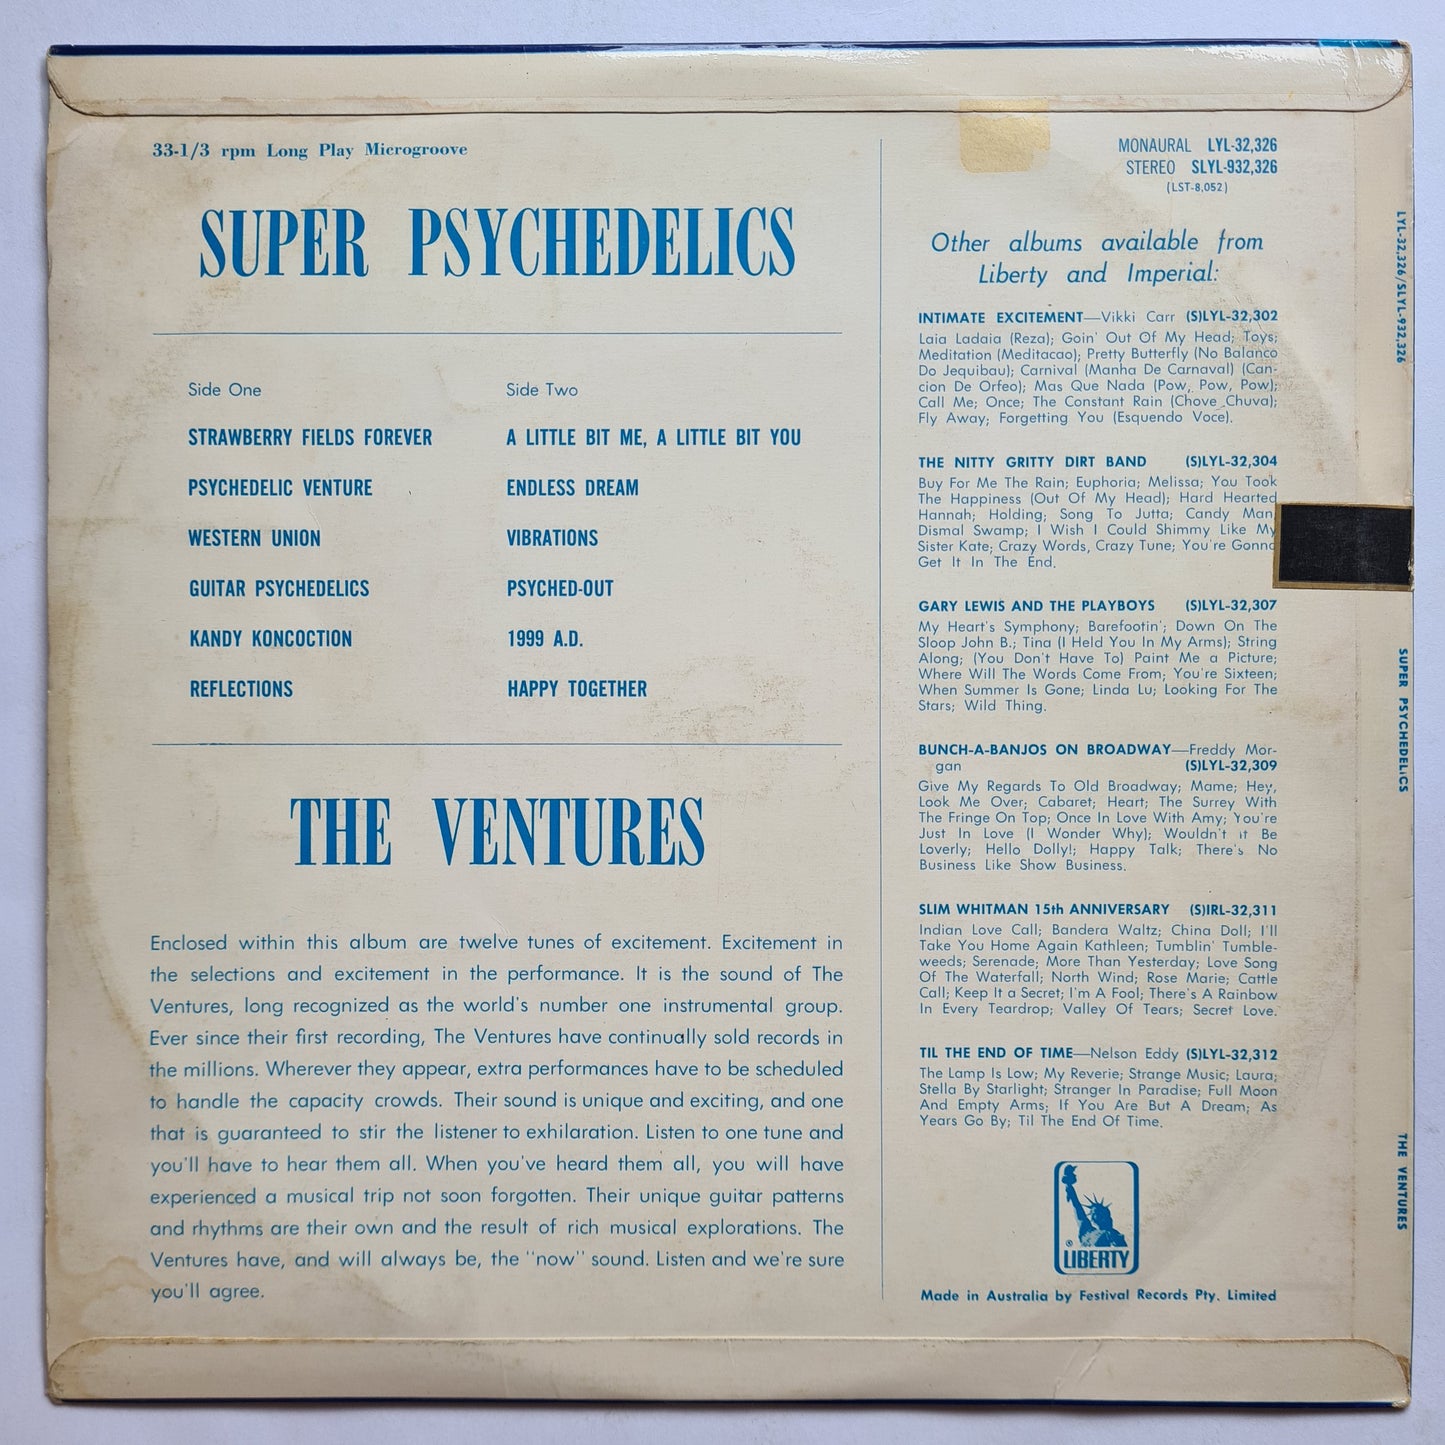 33-1/3 rpm Long Play Microgroove
SUPER PSYCHEDELICS
Side One
STRAWBERRY FIELDS FOREVER
PSYCHEDELIC VENTURE
WESTERN UNION
GUITAR PSYCHEDELICS
KANDY KONCOCTION
REFLECTIONS
Side Two
A LITTLE BIT ME, A LITTLE BIT YOU
ENDLESS DREAM
VIBRATIONS
PSYCHED-OUT
1999 A.D.
HAPPY TOGETHER
THE VENTURES
Enclosed within this album are twelve tunes of excitement. Excitement in
the selections and excitement in the performance. It is the sound of The
Ventures, long recognized as the world's number one instrumental group.
Ever since their first recording, The Ventures have continually sold records in
the millions. Wherever they appear, extra performances have to be scheduled
to handle the capacity crowds. Their sound is unique and exciting, and one
that is guaranteed to stir the listener to exhilaration. Listen to one tune and
you'll have to hear them all. When you've heard them all, you will have
experienced a musical trip not soon forgotten. Their unique guitar patterns
and rhythms are their own and the result of rich musical explorations. The
Ventures have, and will always be, the "now" sound. Listen and we're sure
you'll agree.
MONAURAL LYL-32,326
STEREO SLYL-932,326
(LST-8,052)
Other albums available from
Liberty and Imperial:
INTIMATE EXCITEMENT—Vikki Carr (S)LYL-32,302
Laia Ladaia (Reza); Goin' Out Of My Head; Toys;
Meditation (Meditacao); Pretty Butterfly (No Balanco
Do Jequibau); Carnival (Manha De Carnaval) (Can-
cion De Orfeo); Mas Que Nada (Pow, Pow, Pow);
Call Me; Once; The Constant Rain (Chove Chuva);
Fly Away; Forgetting You (Esquendo Voce).
THE NITTY GRITTY DIRT BAND (S)LYL-32,304
Buy For Me The Rain; Euphoria; Melissa; You Took
The Happiness (Out Of My Head); Hard Hearted
Hannah; Holding; Song To Jutta; Candy Man
Dismal Swamp; I Wish I Could Shimmy Like My
Sister Kate; Crazy Words, Crazy Tune; You're Gonna
Get It In The End.
GARY LEWIS AND THE PLAYBOYS (S)LYL-32,307
My Heart's Symphony; Barefootin'; Down On The
Sloop John B.; Tina (I Held You In My Arms); String
Along; (You Don't Have To) Paint Me a Picture;
Where Will The Words Come From; You're Sixteen;
When Summer Is Gone; Linda Lu; Looking For The
Stars; Wild Thing.
BUNCH-A-BANJOS ON BROADWAY—Freddy Mor-
gan (S)LYL-32,309
Give My Regards To Old Broadway; Mame; Hey,
Look Me Over; Cabaret; Heart; The Surrey With
The Fringe On Top; Once In Love With Amy; You're
Just In Love (I Wonder Why); Wouldn't it Be
Loverly; Hello Dolly!; Happy Talk; There's No
Business Like Show Business.
SLIM WHITMAN 15th ANNIVERSARY (S)IRL-32,311
Indian Love Call; Bandera Waltz; China Doll; I'll
Take You Home Again Kathleen; Tumblin' Tumble-
weeds; Serenade; More Than Yesterday; Love Song
Of The Waterfall; North Wind; Rose Marie; Cattle
Call; Keep It a Secret; I'm A Fool; There's A Rainbow
In Every Teardrop; Valley Of Tears; Secret Love.
TIL THE END OF TIME—Nelson Eddy (S)LYL-32,312
The Lamp Is Low; My Reverie; Strange Music; Laura;
Stella By Starlight; Stranger In Paradise; Full Moon
And Empty Arms; If You Are But A Dream; As
Years Go By; Til The End Of Time.
® LIBERTY
Made in Australia by Festival Records Pty. Limited
LYL-32,326/SLYL-932,326
SUPER PSYCHEDELICS
THE VENTURES